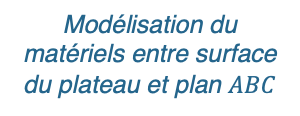 Modélisation du
matériels entre surface
du plateau et plan ABC